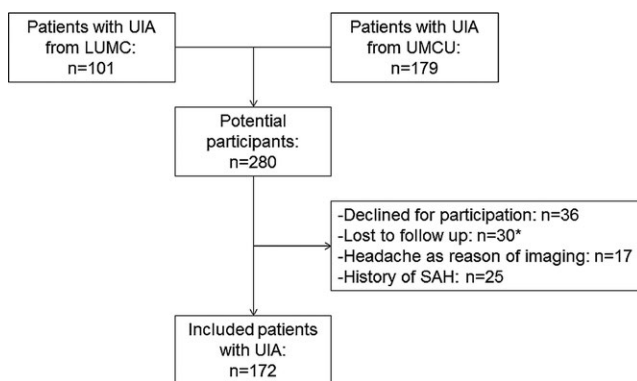 Patients with UIA
from LUMC:
n=101
Patients with UIA
from UMCU:
n=179
Potential
participants:
n=280
-Declined for participation: n=36
-Lost to follow up: n=30*
-Headache as reason of imaging: n=17
-History of SAH: n=25
Included patients
with UIA:
n=172